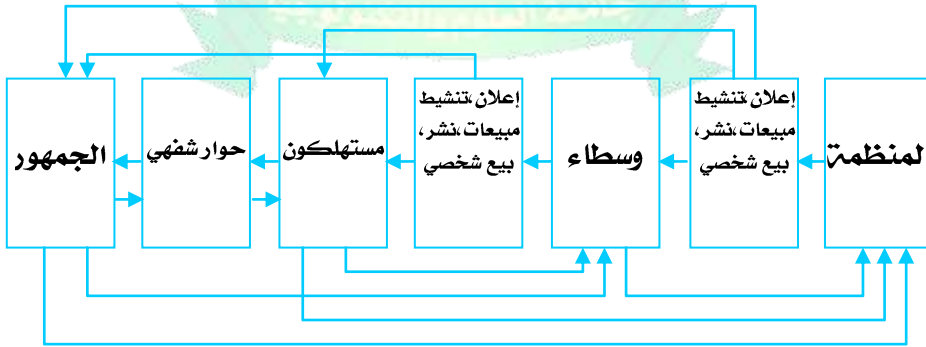 لمنظمة
إعلان ،تنشيط
مبيعات ،نشر ،
بيع شخصي
وسطاء
إعلان ،تنشيط
مبيعات ،نشر ،
بيع شخصي
مستهلكون
حوار شفهي
الجمهور